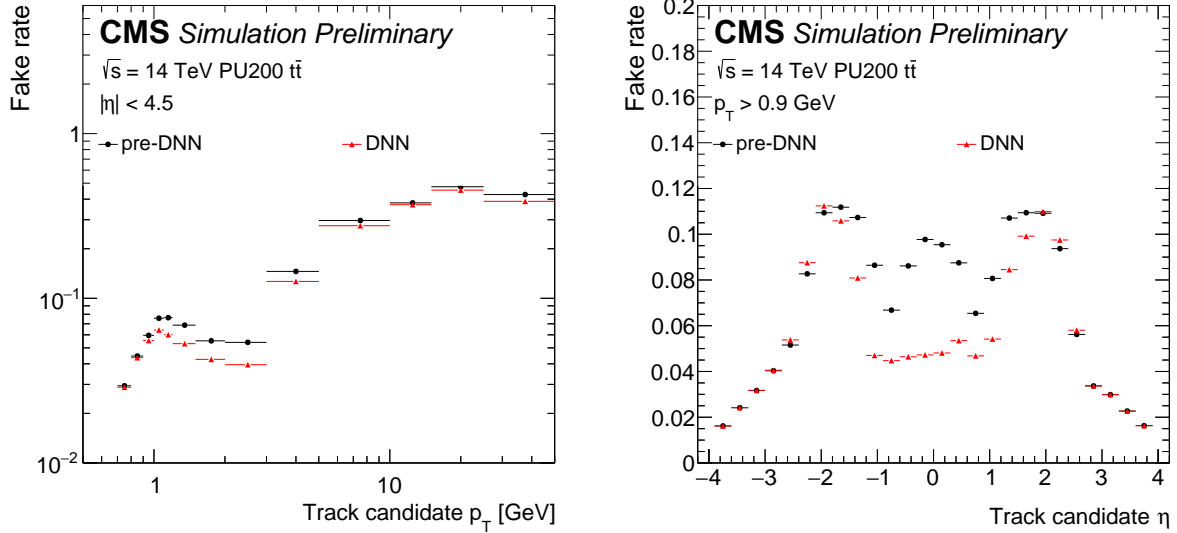 CMS Simulation Preliminary
√s = 14 TeV PU200 tt̄
|η| < 4.5
pre-DNN
DNN
Fake rate
1
10⁻¹
10⁻²
1
10
Track candidate p_T [GeV]
CMS Simulation Preliminary
√s = 14 TeV PU200 tt̄
p_T > 0.9 GeV
pre-DNN
DNN
Fake rate
0.2
0.18
0.16
0.14
0.12
0.1
0.08
0.06
0.04
0.02
0
−4 −3 −2 −1 0 1 2 3 4
Track candidate η